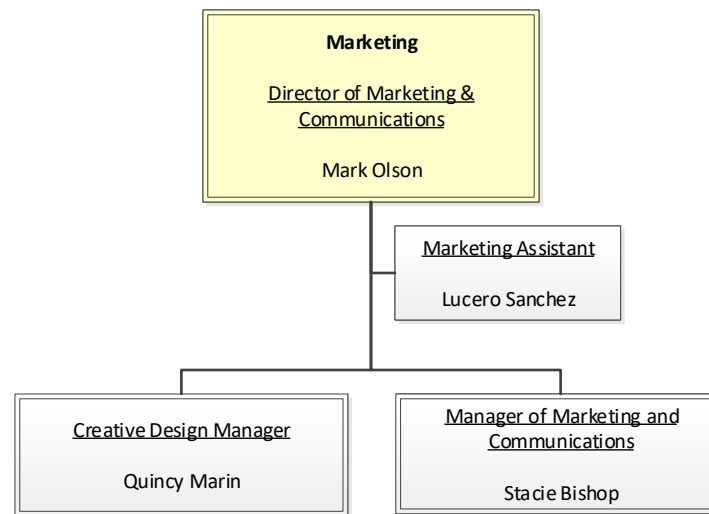 Marketing
Director of Marketing &
Communications
Mark Olson
Marketing Assistant
Lucero Sanchez
Creative Design Manager
Quincy Marin
Manager of Marketing and
Communications
Stacie Bishop